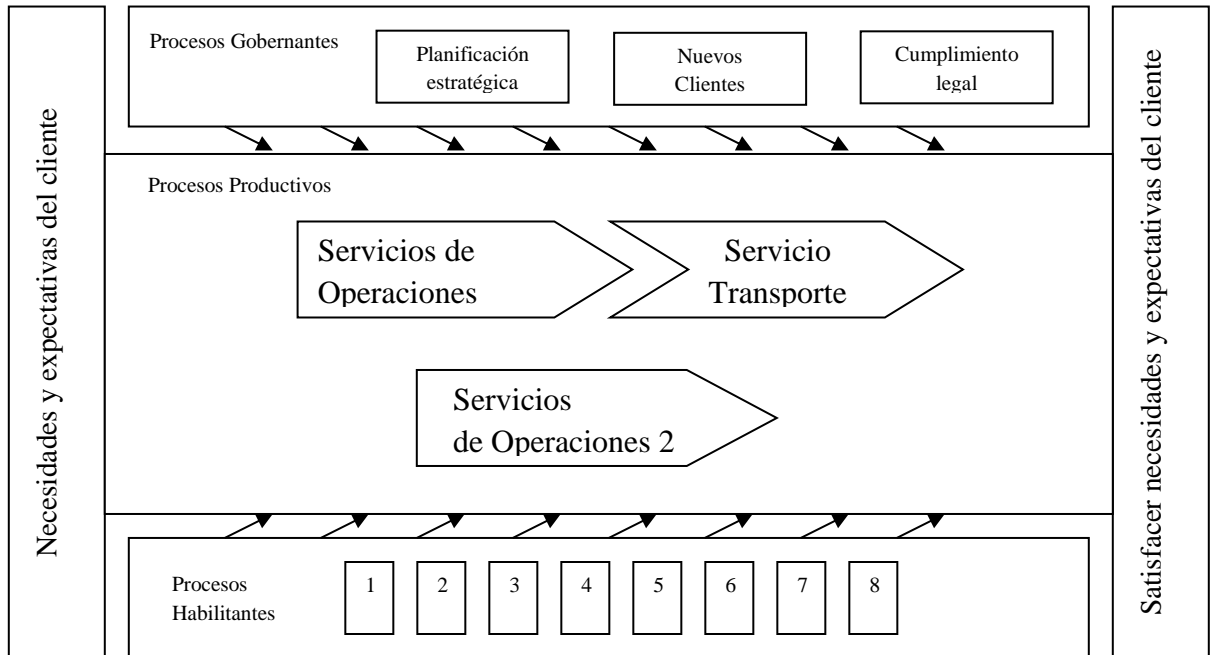 Necesidades y expectativas del cliente
Procesos Gobernantes
Planificación
estratégica
Nuevos
Clientes
Cumplimiento
legal
Procesos Productivos
Servicios de
Operaciones
Servicio
Transporte
Servicios
de Operaciones 2
Procesos
Habilitantes
1
2
3
4
5
6
7
8
Satisfacer necesidades y expectativas del cliente